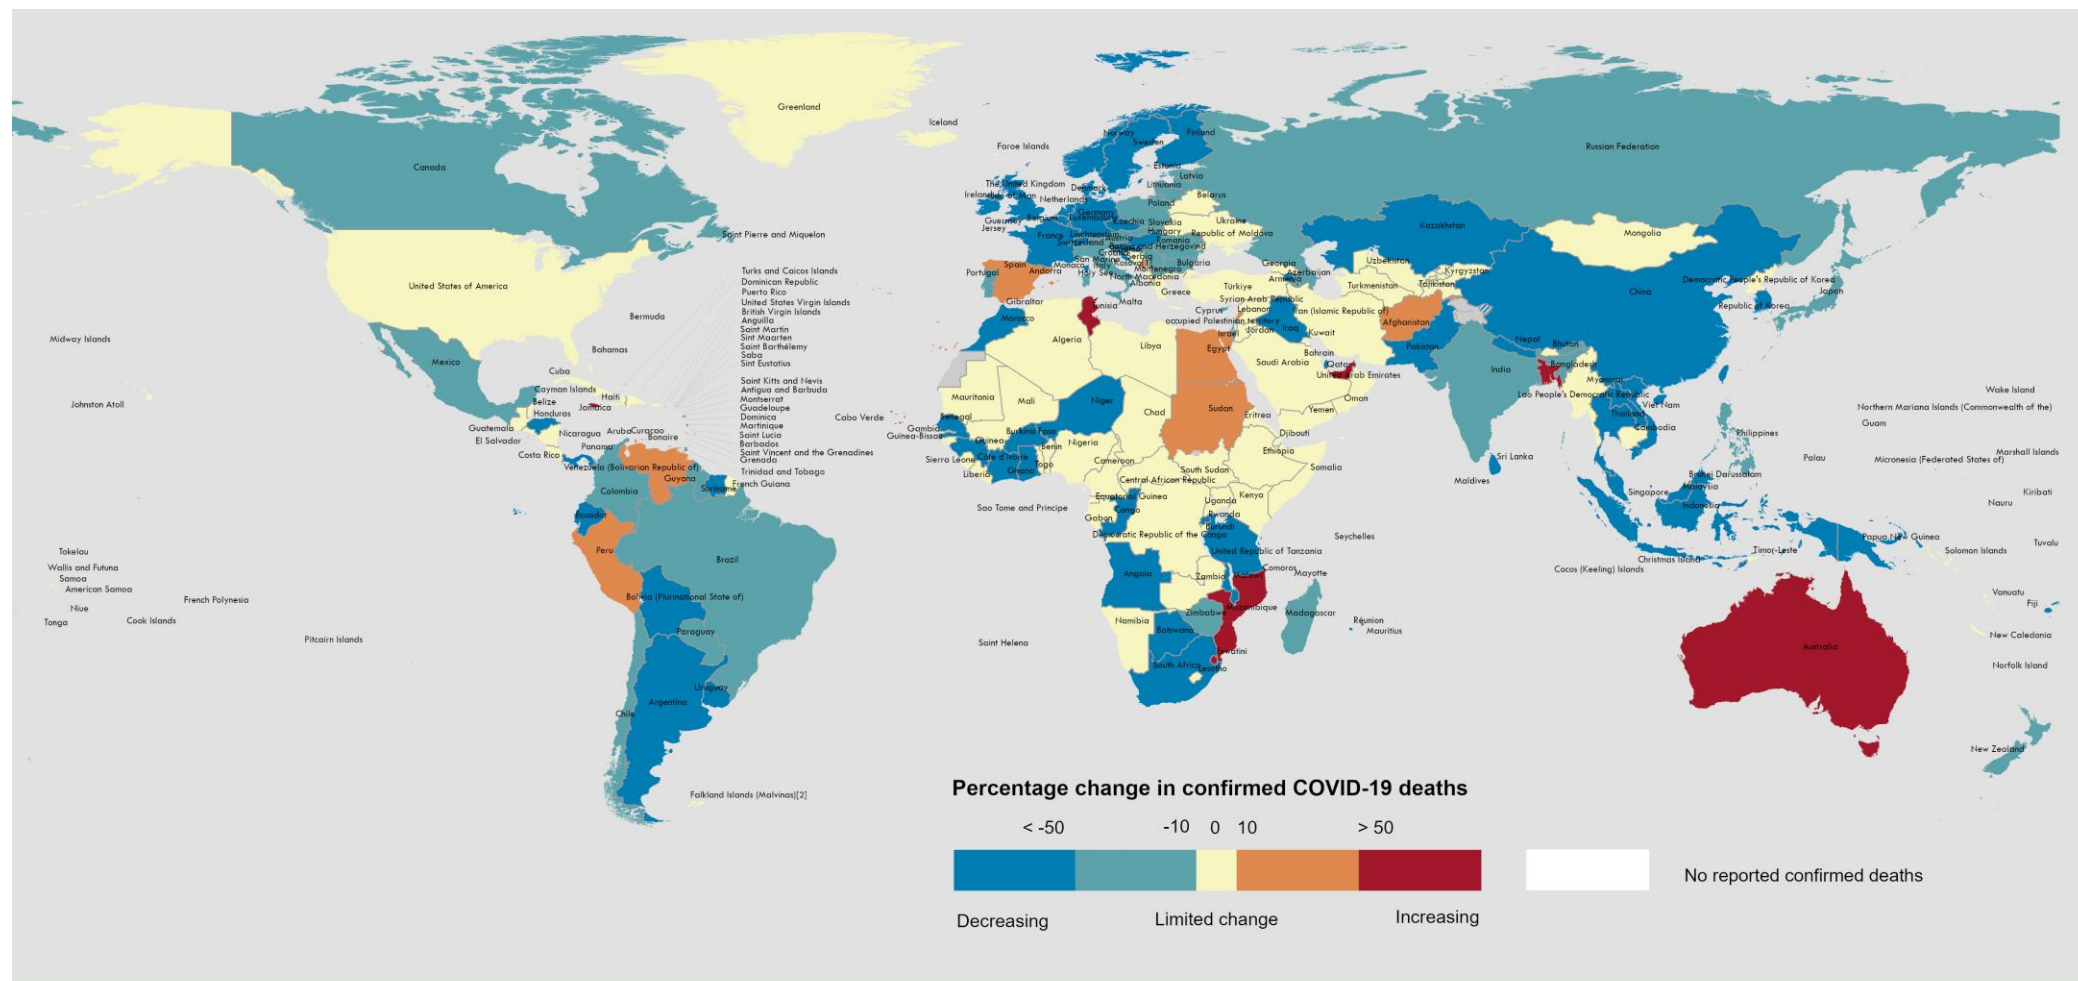 Greenland
Iceland
Faroe Islands
Norway
Sweden
Finland
Russian Federation
Canada
Estonia
Latvia
Lithuania
The United Kingdom
Denmark
Ireland
Isle of Man
Netherlands
Belarus
Poland
Germany
Guernsey
Belgium
Luxembourg
Czechia
Slovakia
Ukraine
Jersey
Hungary
Republic of Moldova
Kazakhstan
Mongolia
Saint Pierre and Miquelon
France
Liechtenstein
Austria
Switzerland
Romania
Bosnia and Herzegovina
Croatia
Serbia
San Marino
Uzbekistan
Georgia
Spain
Andorra
Monaco
Italy
Kosovo[1]
Bulgaria
Azerbaijan
Kyrgyzstan
Portugal
Holy See
Montenegro
North Macedonia
Albania
Armenia
Tajikistan
Democratic People's Republic of Korea
Turks and Caicos Islands
Dominican Republic
Puerto Rico
United States Virgin Islands
British Virgin Islands
Anguilla
Saint Martin
Sint Maarten
Saint Barthélemy
Saba
Sint Eustatius
United States of America
Greece
Türkiye
Turkmenistan
China
Japan
Gibraltar
Tunisia
Malta
Syrian Arab Republic
Republic of Korea
Bermuda
Morocco
Cyprus
Lebanon
Iran (Islamic Republic of)
Afghanistan
occupied Palestinian territory
Israel
Jordan
Iraq
Kuwait
Midway Islands
Bahamas
Algeria
Libya
Egypt
Bahrain
Pakistan
Nepal
Bhutan
Mexico
Saudi Arabia
Qatar
United Arab Emirates
India
Bangladesh
Cuba
Myanmar
Saint Kitts and Nevis
Antigua and Barbuda
Montserrat
Guadeloupe
Dominica
Martinique
Saint Lucia
Barbados
Saint Vincent and the Grenadines
Grenada
Trinidad and Tobago
Cayman Islands
Haiti
Belize
Jamaica
Honduras
Mauritania
Mali
Niger
Chad
Sudan
Oman
Lao People's Democratic Republic
Wake Island
Johnston Atoll
Cabo Verde
Senegal
Eritrea
Yemen
Viet Nam
Northern Mariana Islands (Commonwealth of the)
Thailand
Guam
Guatemala
Nicaragua
Aruba
Curaçao
Bonaire
El Salvador
Panama
Costa Rica
Gambia
Guinea-Bissau
Burkina Faso
Guinea
Benin
Nigeria
Djibouti
Cambodia
Philippines
Ethiopia
Sierra Leone
Côte d'Ivoire
Togo
Cameroon
Liberia
Ghana
South Sudan
Somalia
Sri Lanka
Palau
Marshall Islands
Micronesia (Federated States of)
Venezuela (Bolivarian Republic of)
Guyana
Suriname
French Guiana
Central African Republic
Maldives
Brunei Darussalam
Malaysia
Colombia
Equatorial Guinea
Uganda
Kenya
Singapore
Indonesia
Kiribati
Nauru
Ecuador
Sao Tome and Principe
Gabon
Congo
Rwanda
Burundi
Democratic Republic of the Congo
Seychelles
Papua New Guinea
Tuvalu
Peru
Brazil
United Republic of Tanzania
Christmas Island
Timor-Leste
Solomon Islands
Tokelau
Wallis and Futuna
Samoa
American Samoa
Angola
Zambia
Malawi
Comoros
Mayotte
Cocos (Keeling) Islands
Bolivia (Plurinational State of)
French Polynesia
Niue
Cook Islands
Tonga
Vanuatu
Fiji
Zimbabwe
Mozambique
Madagascar
Namibia
Réunion
Mauritius
Pitcairn Islands
Paraguay
Botswana
Saint Helena
Eswatini
New Caledonia
Australia
South Africa
Lesotho
Norfolk Island
Uruguay
Argentina
Chile
New Zealand
Falkland Islands (Malvinas)[2]
Percentage change in confirmed COVID-19 deaths
< -50 -10 0 10 > 50
No reported confirmed deaths
Decreasing Limited change Increasing